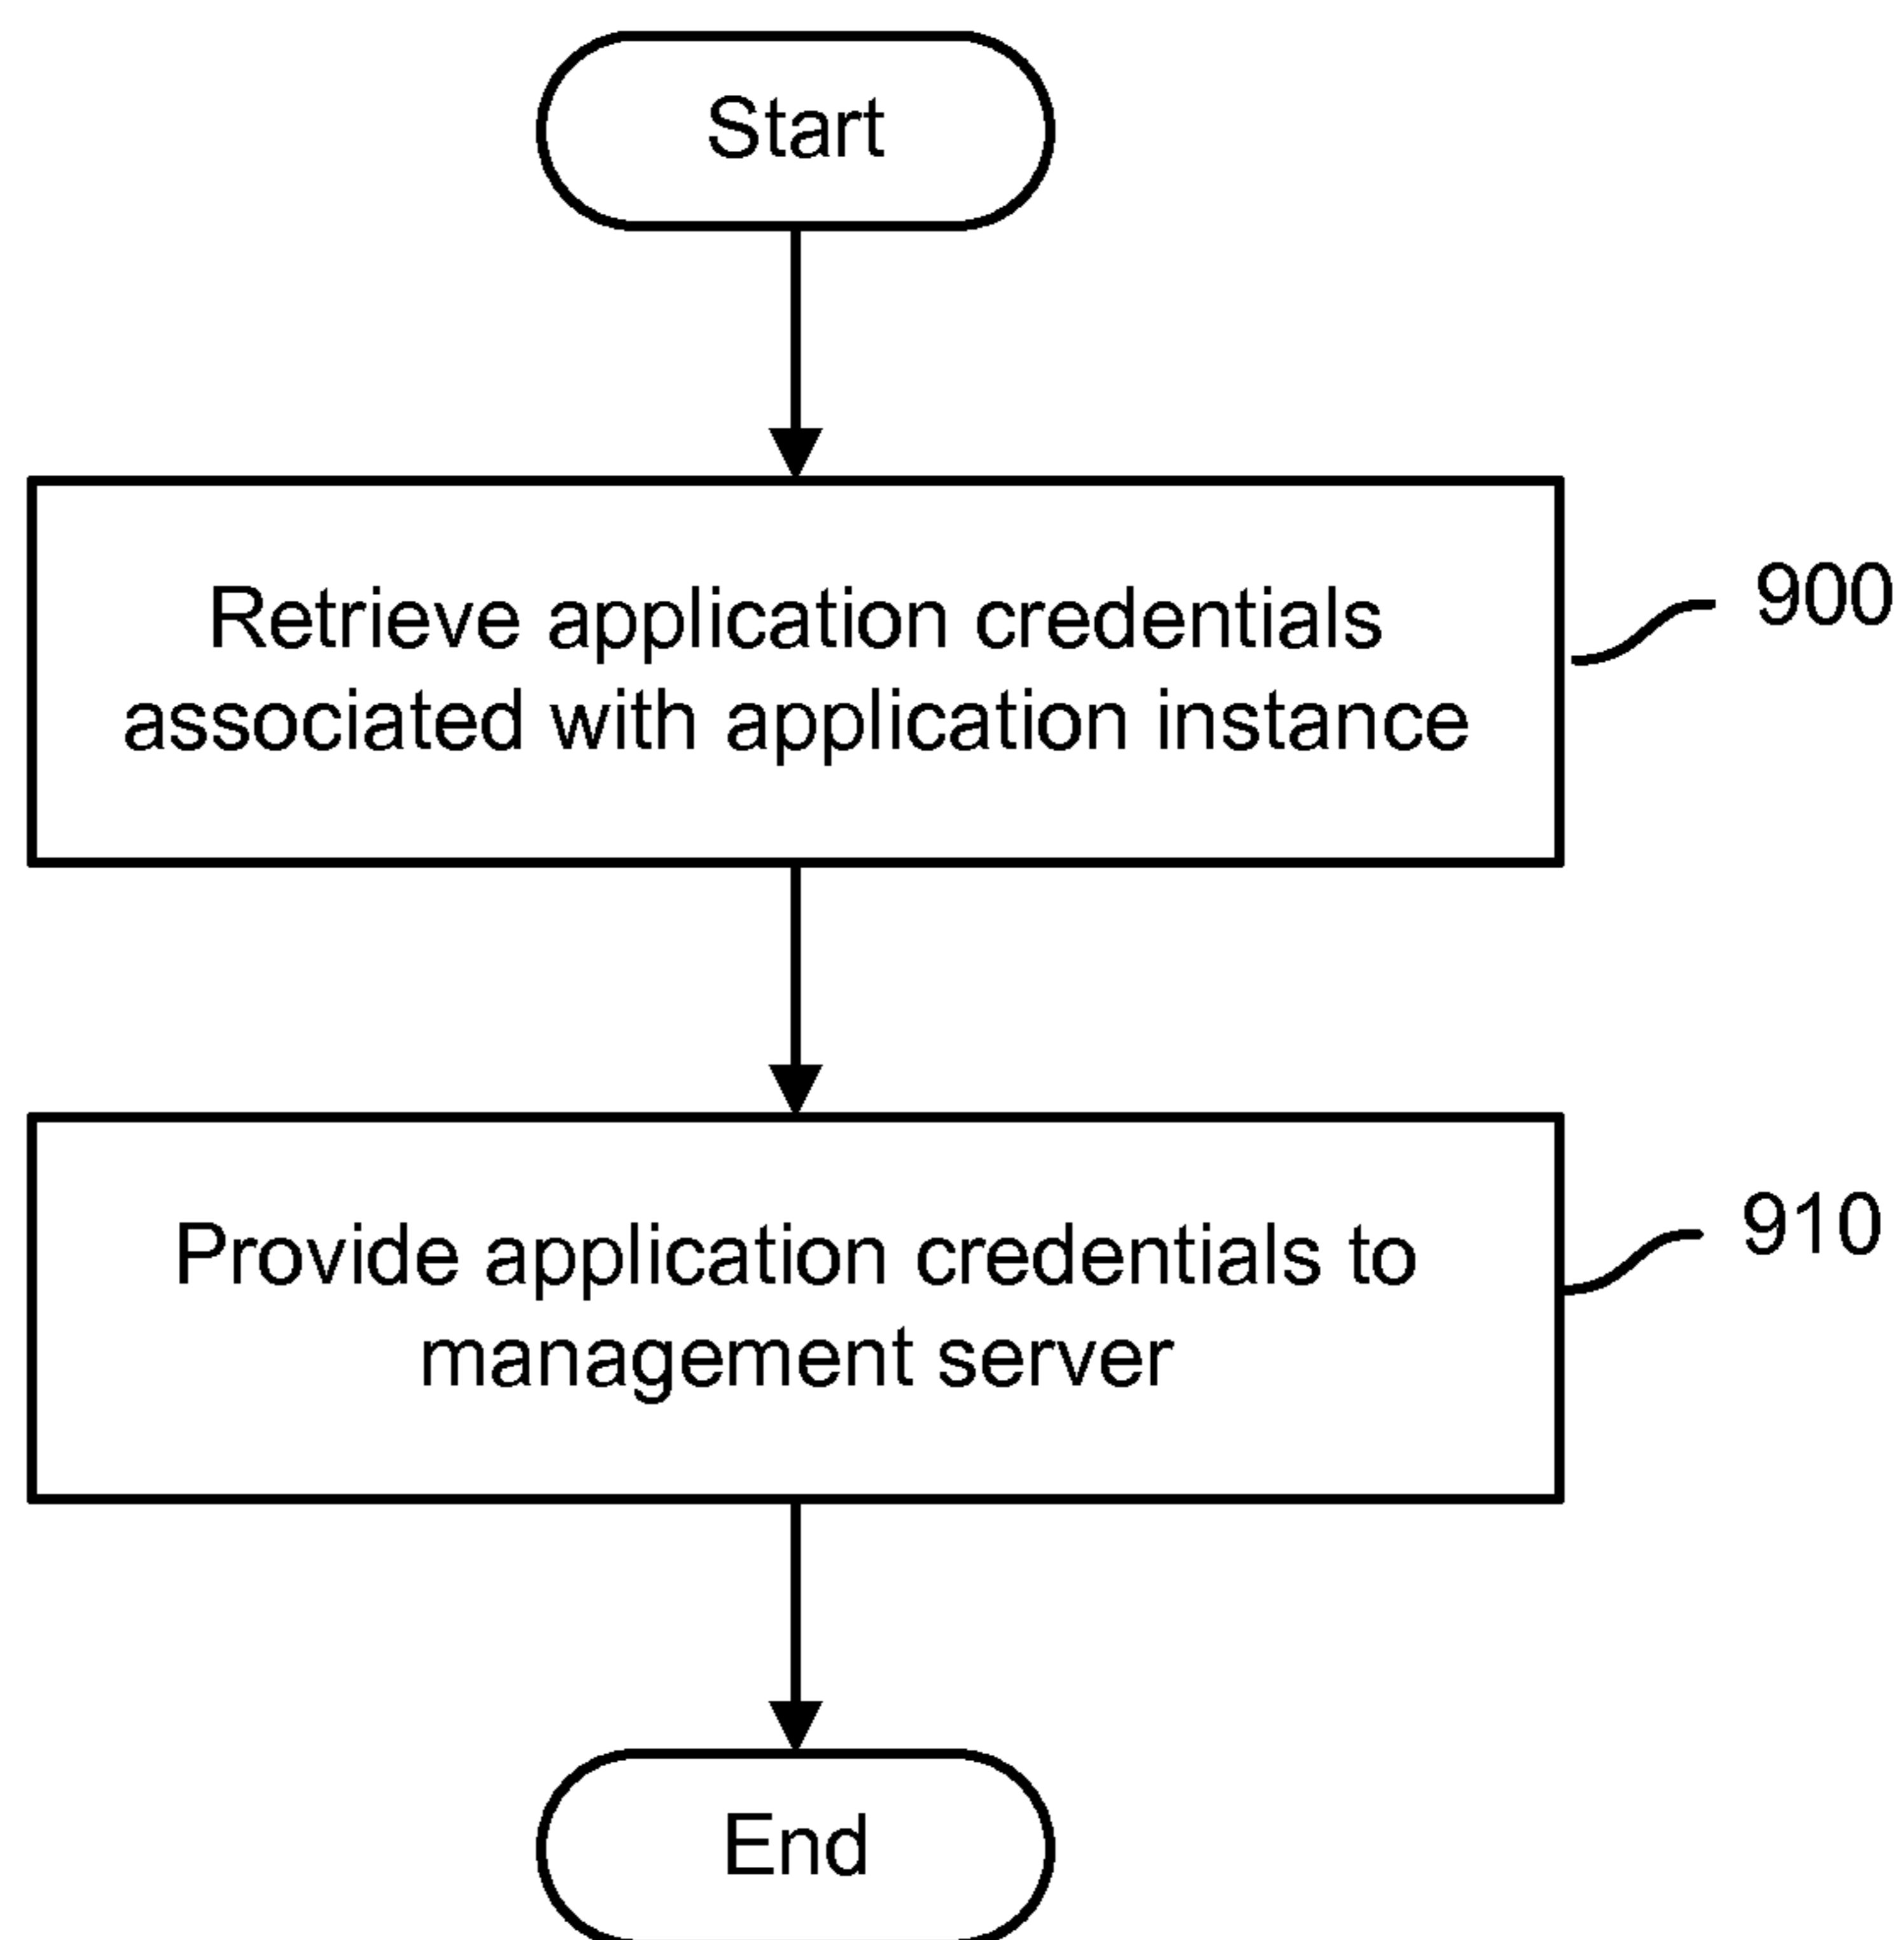 Start
Retrieve application credentials
associated with application instance
900
Provide application credentials to
management server
910
End